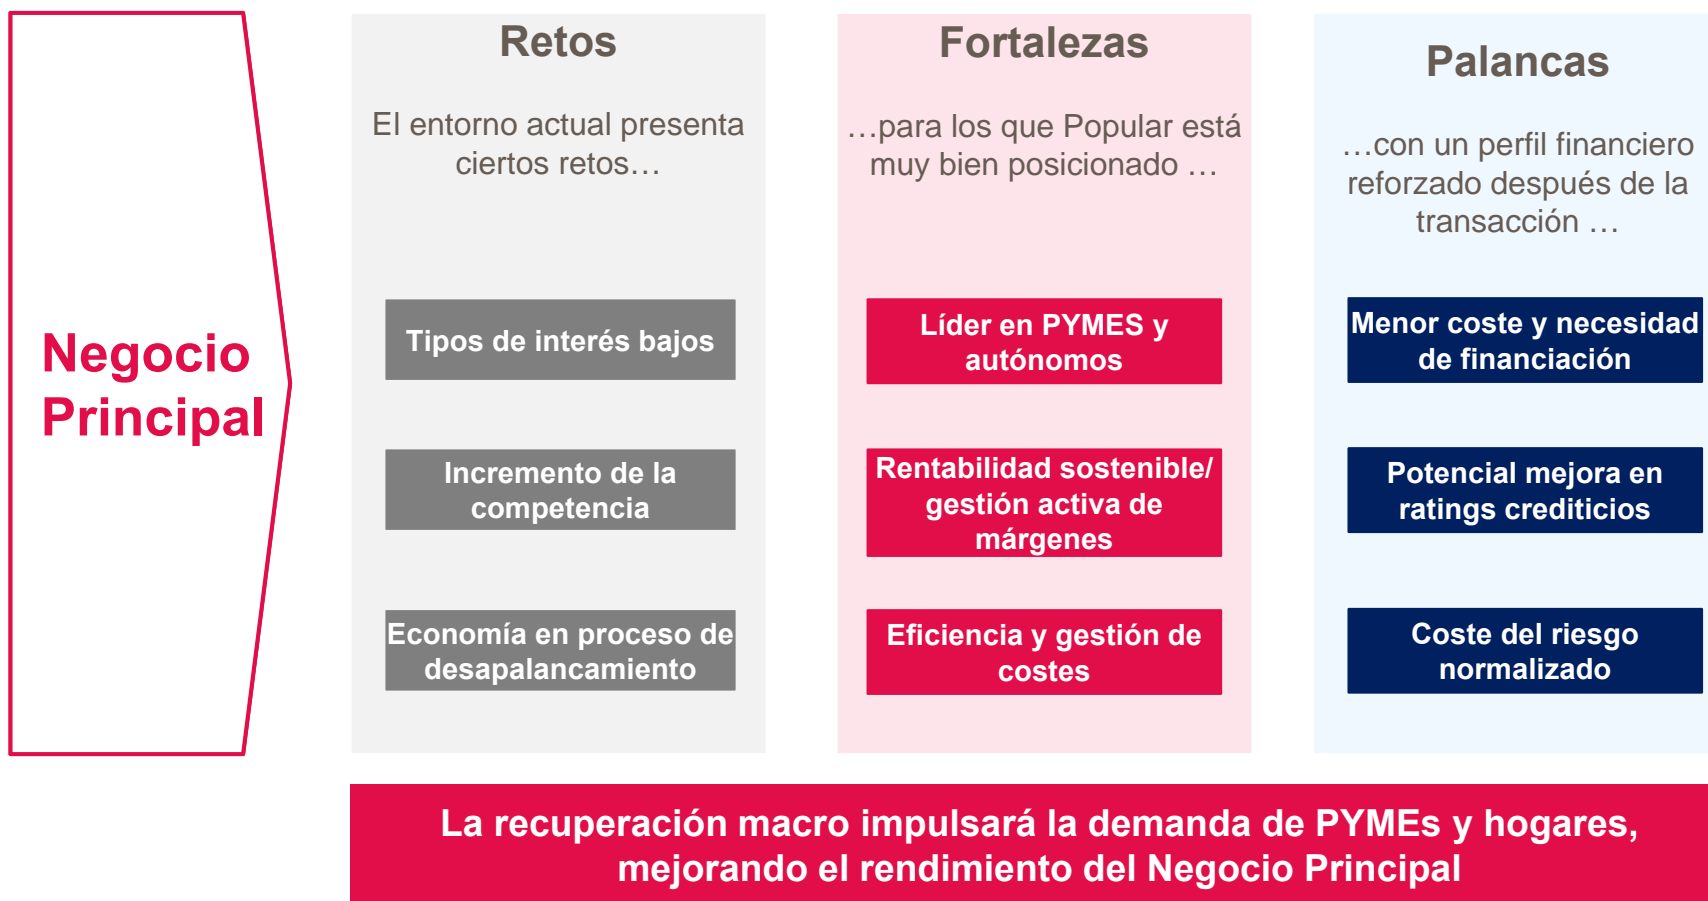 Negocio
Principal
Retos
El entorno actual presenta
ciertos retos…
Tipos de interés bajos
Incremento de la
competencia
Economía en proceso de
desapalancamiento
Fortalezas
…para los que Popular está
muy bien posicionado …
Líder en PYMES y
autónomos
Rentabilidad sostenible/
gestión activa de
márgenes
Eficiencia y gestión de
costes
Palancas
…con un perfil financiero
reforzado después de la
transacción …
Menor coste y necesidad
de financiación
Potencial mejora en
ratings crediticios
Coste del riesgo
normalizado
La recuperación macro impulsará la demanda de PYMEs y hogares,
mejorando el rendimiento del Negocio Principal